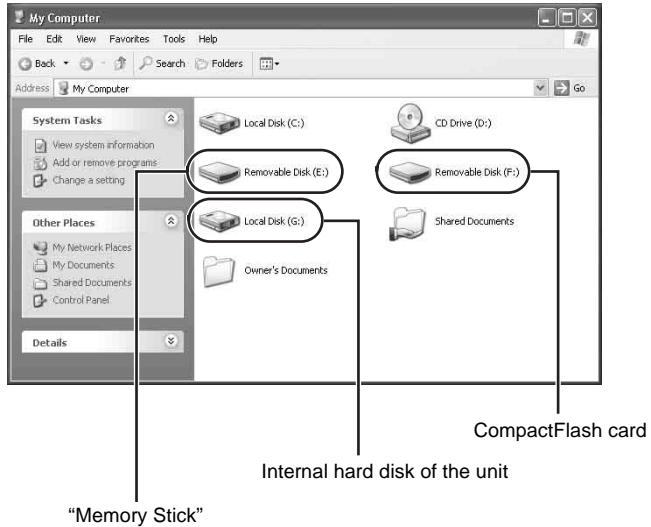 My Computer
File Edit View Favorites Tools Help
Back Search Folders
Address My Computer Go
System Tasks
View system information
Add or remove programs
Change a setting
Other Places
My Network Places
My Documents
Shared Documents
Control Panel
Details
Local Disk (C:) CD Drive (D:)
Removable Disk (E:) Removable Disk (F:)
Local Disk (G:) Shared Documents
Owner's Documents
CompactFlash card
Internal hard disk of the unit
“Memory Stick”